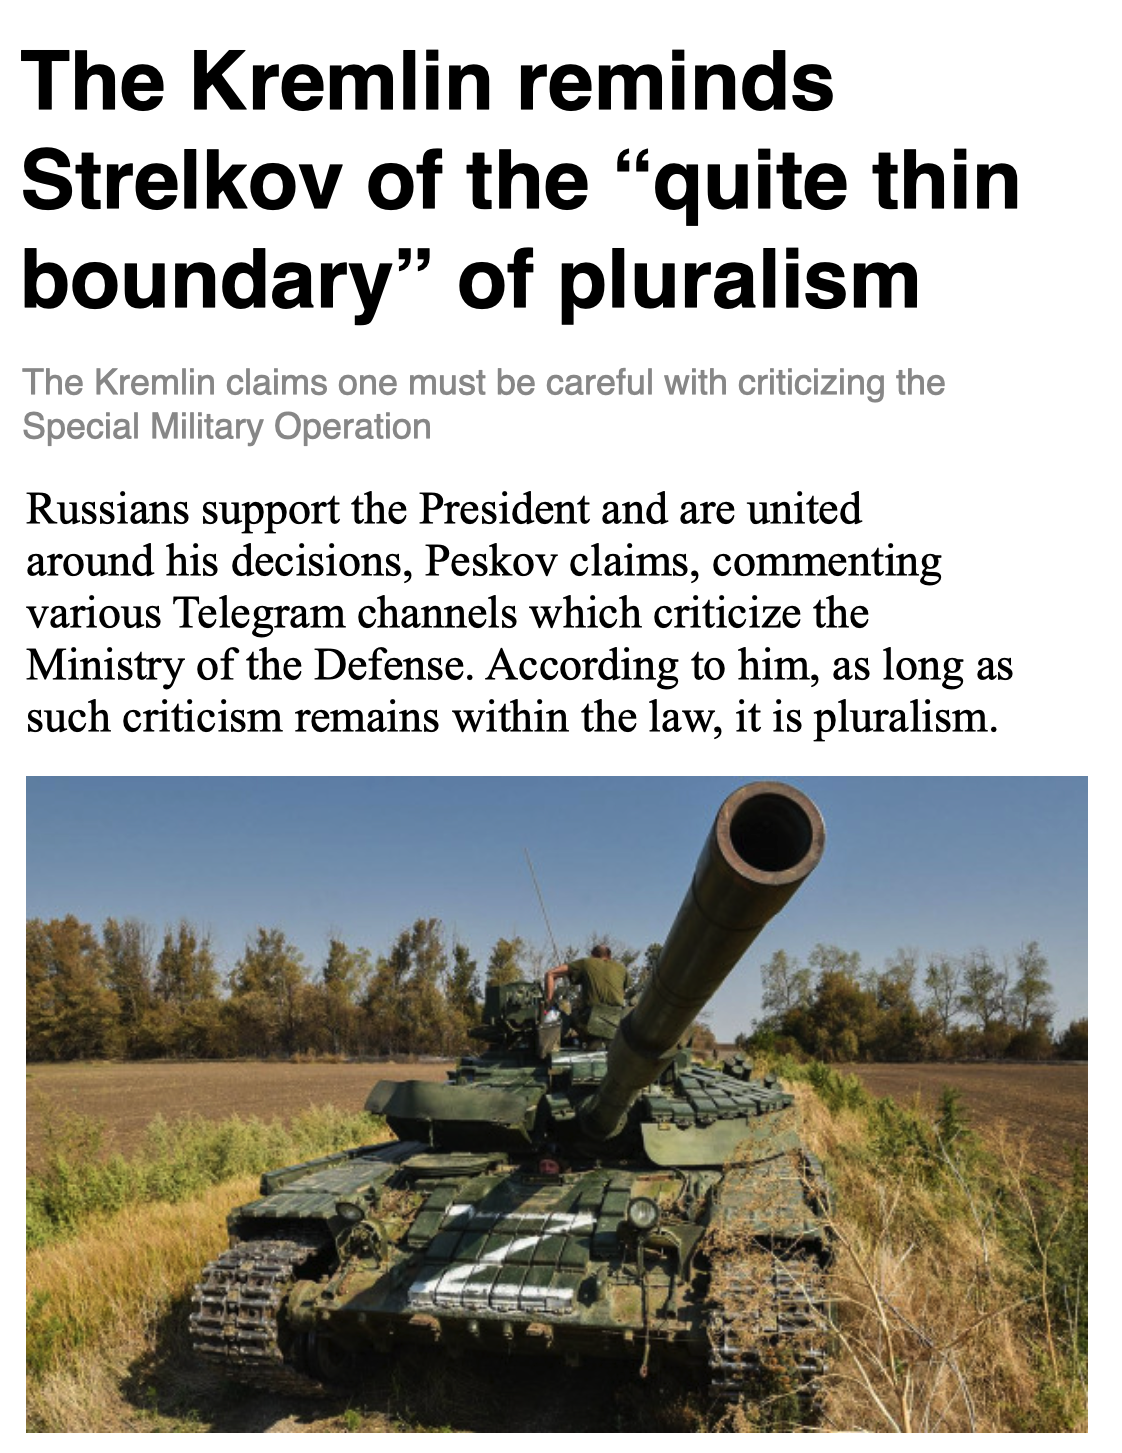 The Kremlin reminds
Strelkov of the “quite thin
boundary” of pluralism
The Kremlin claims one must be careful with criticizing the
Special Military Operation
Russians support the President and are united
around his decisions, Peskov claims, commenting
various Telegram channels which criticize the
Ministry of the Defense. According to him, as long as
such criticism remains within the law, it is pluralism.
Z